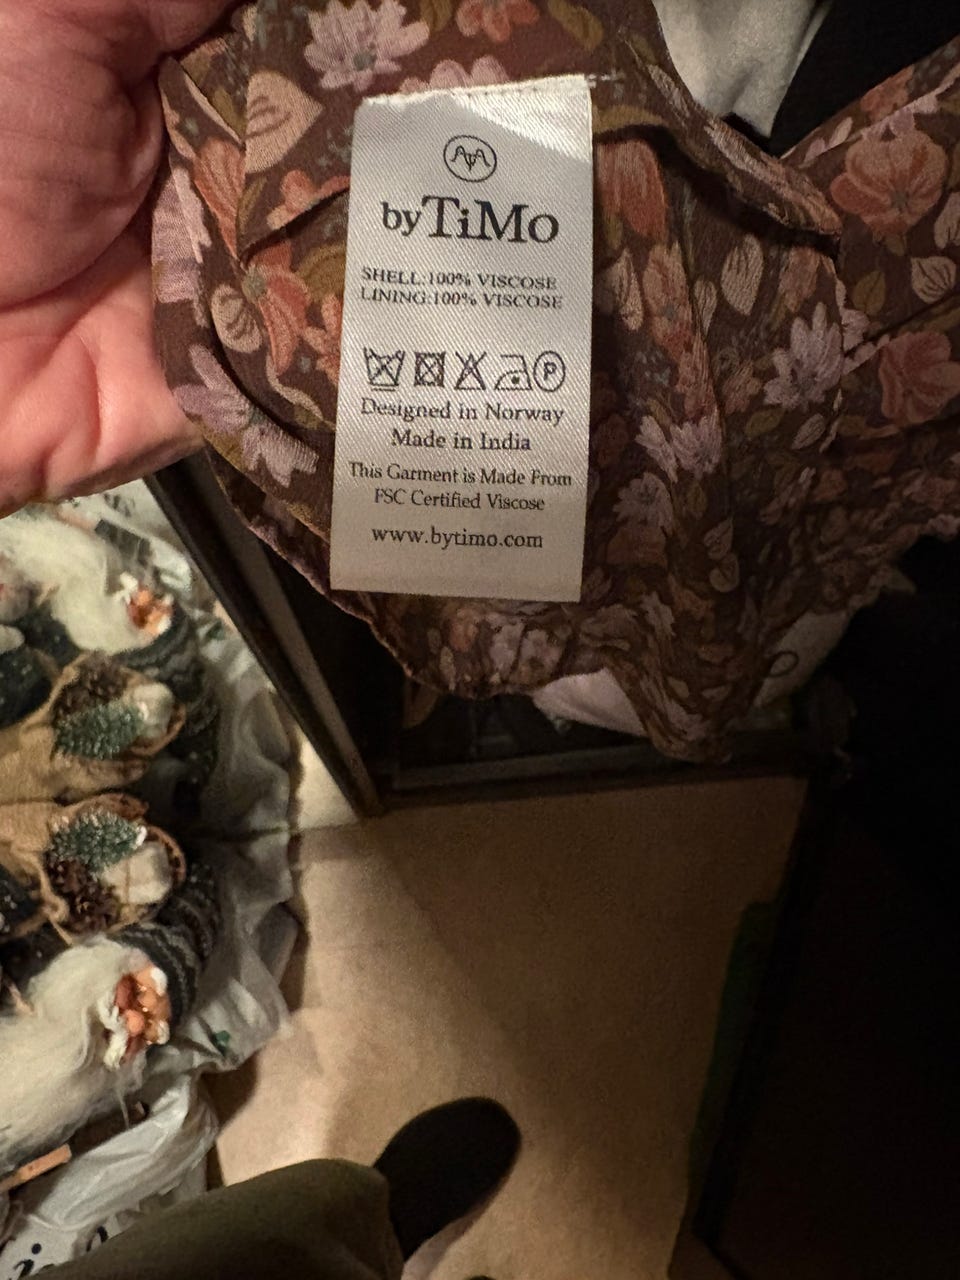 byTiMo
SHELL:100% VISCOSE
LINING:100% VISCOSE
P
Designed in Norway
Made in India
This Garment is Made From
FSC Certified Viscose
www.bytimo.com